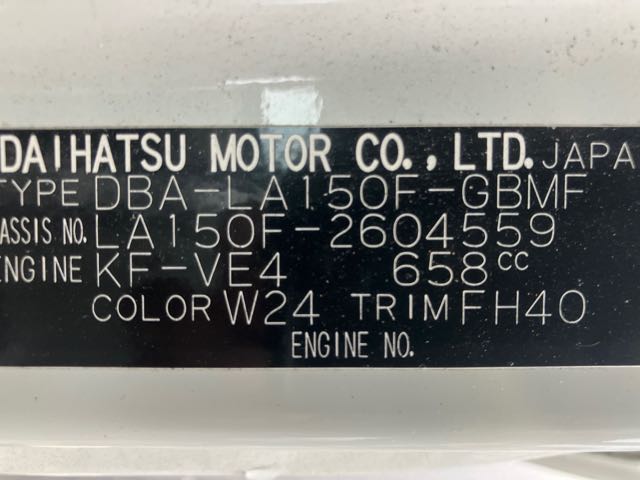 DAIHATSU MOTOR CO., LTD. JAPA
TYPE DBA-LA150F-GBMF
ASSIS NO. LA150F-2604559
ENGINE KF-VE4 658cc
COLOR W24 TRIM FH40
ENGINE NO.